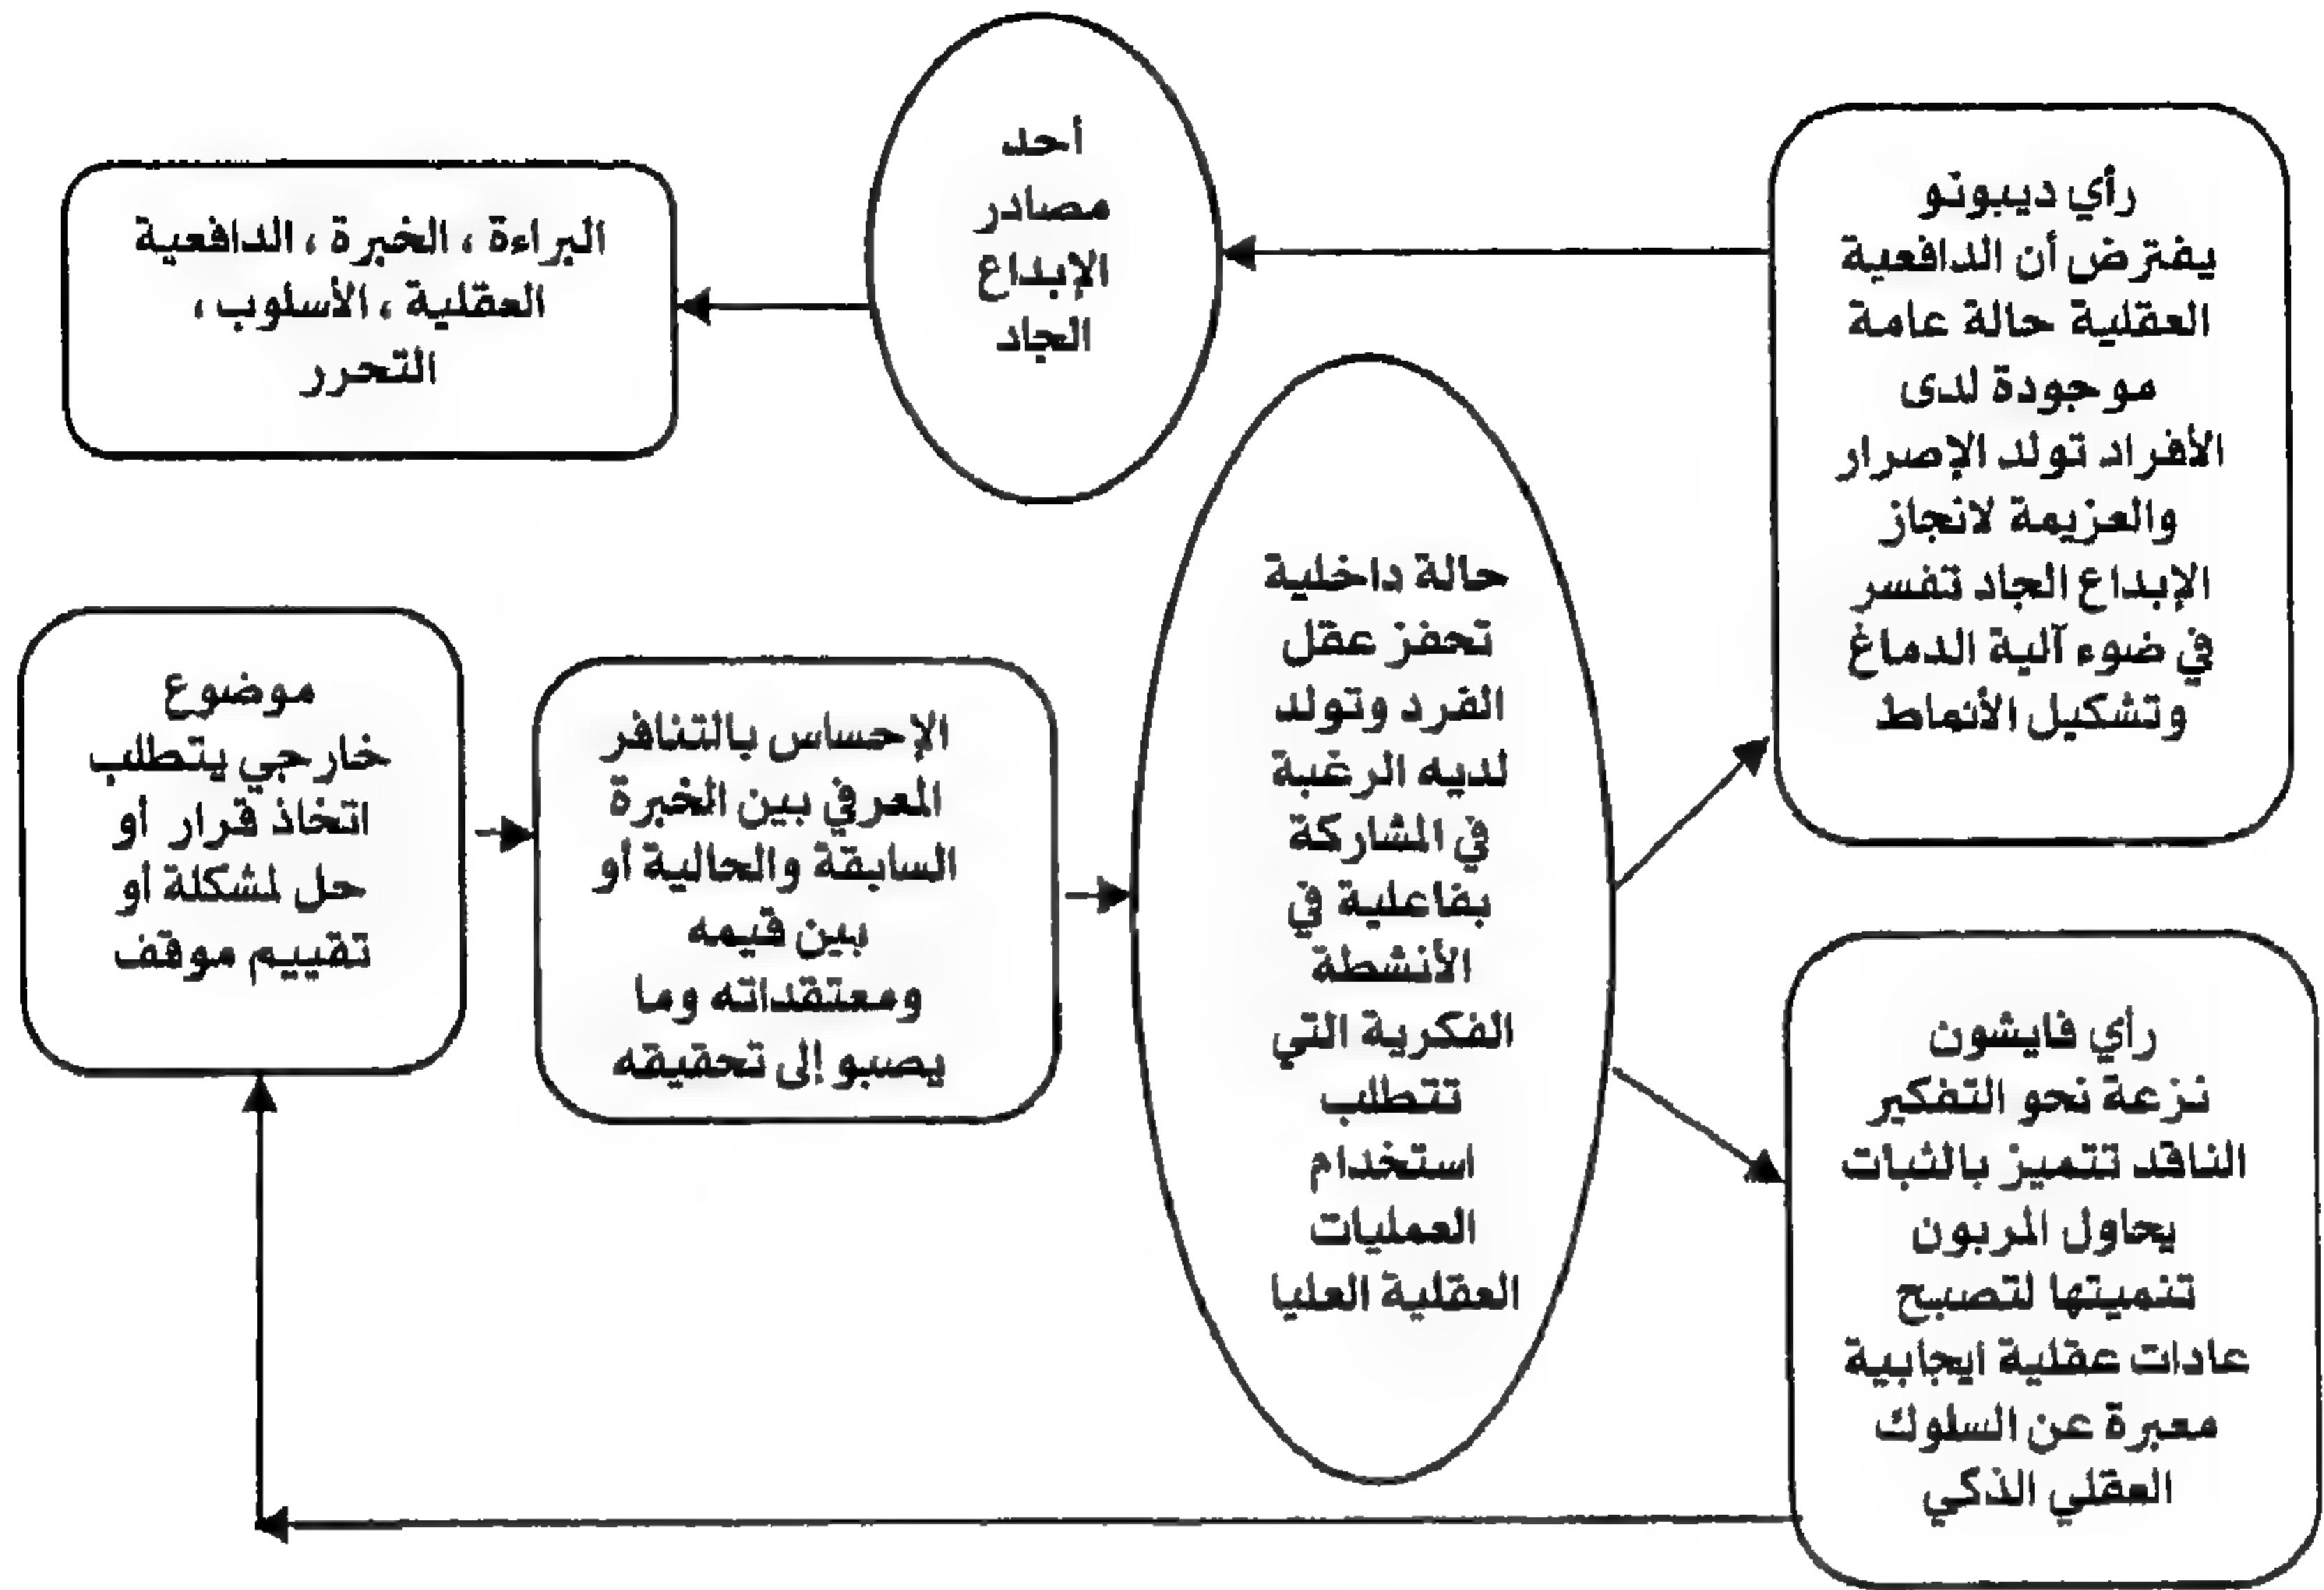 أحد
مصادر
الإبداع
الجاد
البراءة ، الخبرة ، الدافعية
العقلية ، الأسلوب ،
التحرر
رأي ديبونو
يفترض أن الدافعية
العقلية حالة عامة
موجودة لدى
الأفراد تولد الإصرار
والعزيمة لانجاز
الإبداع الجاد تفسر
في ضوء آلية الدماغ
وتشكيل الأنماط
موضوع
خارجي يتطلب
اتخاذ قرار أو
حل لمشكلة أو
تقييم موقف
الإحساس بالتنافر
المعرفي بين الخبرة
السابقة والحالية أو
بين قيمه
ومعتقداته وما
يصبو إلى تحقيقه
حالة داخلية
تحفز عقل
الفرد وتولد
لديه الرغبة
في المشاركة
بفاعلية في
الأنشطة
الفكرية التي
تتطلب
استخدام
العمليات
العقلية العليا
رأي فايشون
نزعة نحو التفكير
الناقد تتميز بالثبات
يحاول المربون
تنميتها لتصبح
عادات عقلية ايجابية
معبرة عن السلوك
العقلي الذكي